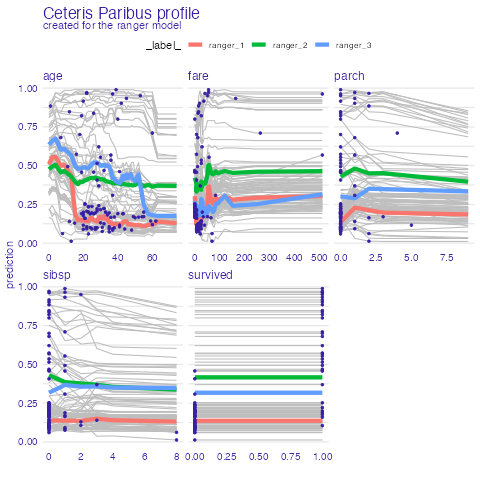 Ceteris Paribus profile
created for the ranger model
_label_ ranger_1 ranger_2 ranger_3
age fare parch
1.00
0.75
0.50
0.25
0.00
0 20 40 60 0 100 200 300 400 500 0.0 2.5 5.0 7.5
prediction
sibsp survived
1.00
0.75
0.50
0.25
0.00
0 2 4 6 8 0.00 0.25 0.50 0.75 1.00